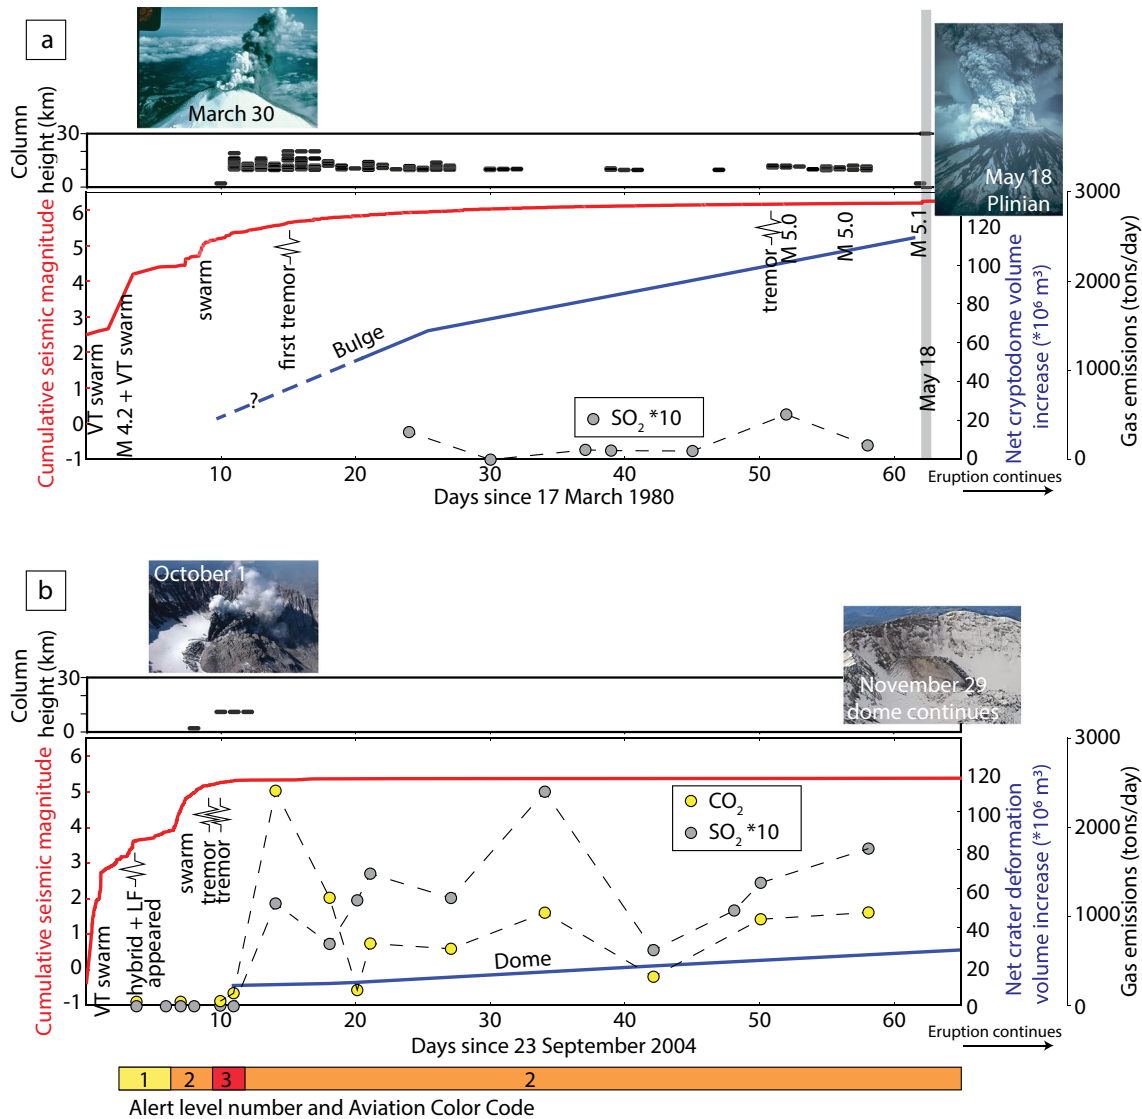 a
March 30
May 18
Plinian
Column
height (km)
30
0
Cumulative seismic magnitude
6
5
4
3
2
1
0
-1
VT swarm
M 4.2 + VT swarm
swarm
first tremor
?
Bulge
tremor
M 5.0
M 5.0
M 5.1
May 18
SO₂ *10
120
100
80
60
40
20
0
Net cryptodome volume
increase (*10⁶ m³)
3000
2000
1000
0
Gas emissions (tons/day)
10
20
30
40
50
60
Days since 17 March 1980
Eruption continues
b
October 1
November 29
dome continues
Column
height (km)
30
0
Cumulative seismic magnitude
6
5
4
3
2
1
0
-1
VT swarm
hybrid + LF
appeared
swarm
tremor
tremor
Dome
CO₂
SO₂ *10
120
100
80
60
40
20
0
Net crater deformation
volume increase (*10⁶ m³)
3000
2000
1000
0
Gas emissions (tons/day)
10
20
30
40
50
60
Days since 23 September 2004
Eruption continues
1
2
3
2
Alert level number and Aviation Color Code